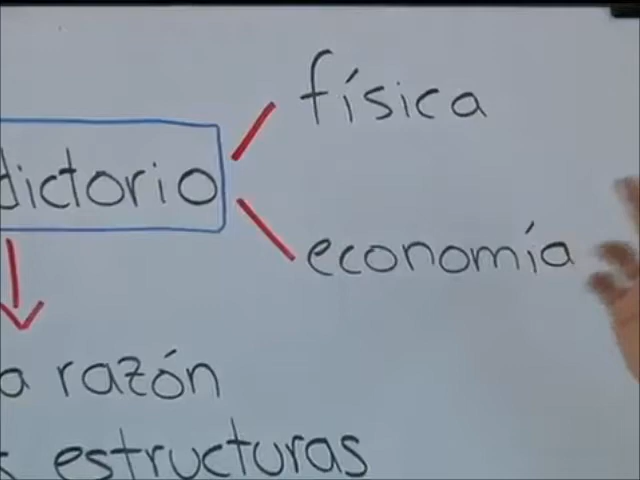 física
dictorio
economía
a razón
estructuras